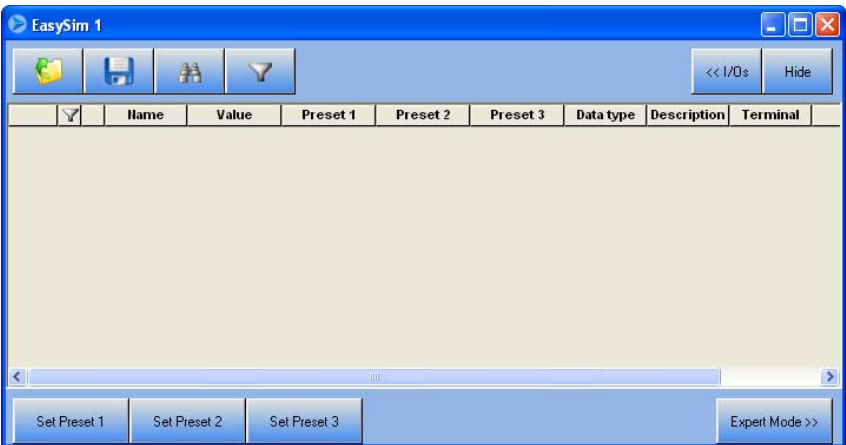 EasySim 1
<< I/Os Hide
Name Value Preset 1 Preset 2 Preset 3 Data type Description Terminal
Set Preset 1 Set Preset 2 Set Preset 3 Expert Mode >>